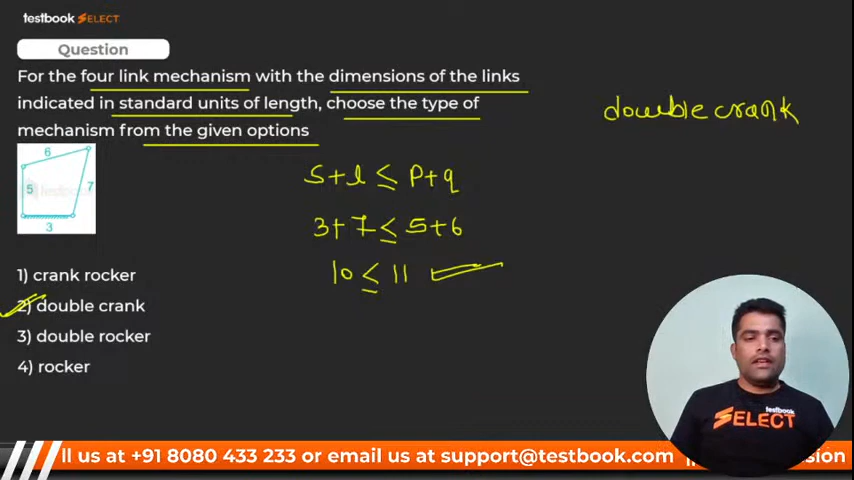 testbook SELECT
Question
For the four link mechanism with the dimensions of the links
indicated in standard units of length, choose the type of
mechanism from the given options
double crank
6
5
7
3
testbook
S+l ≤ P+q
3+7 ≤ 5+6
10 ≤ 11
1) crank rocker
2) double crank
3) double rocker
4) rocker
testbook
SELECT
ll us at +91 8080 433 233 or email us at support@testbook.com
sion